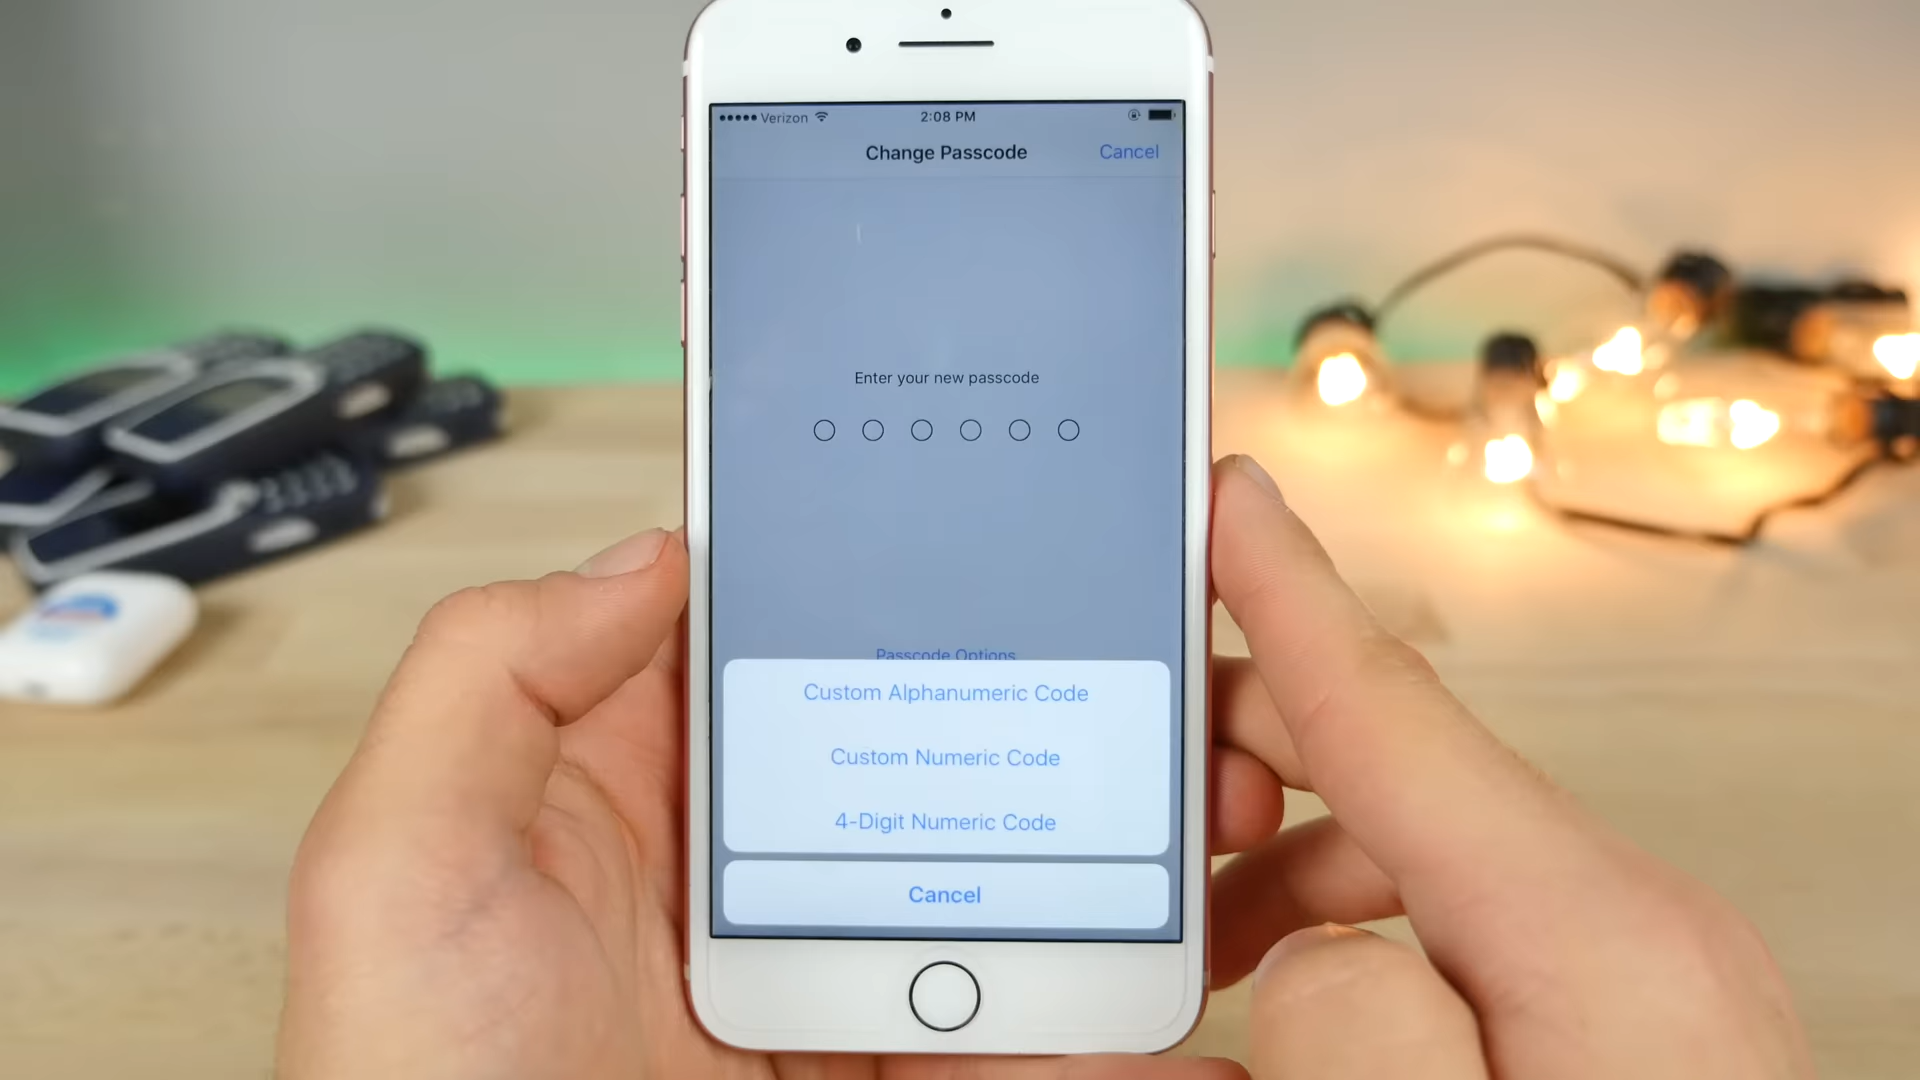 Verizon 2:08 PM
Change Passcode Cancel
Enter your new passcode
Passcode Options
Custom Alphanumeric Code
Custom Numeric Code
4-Digit Numeric Code
Cancel